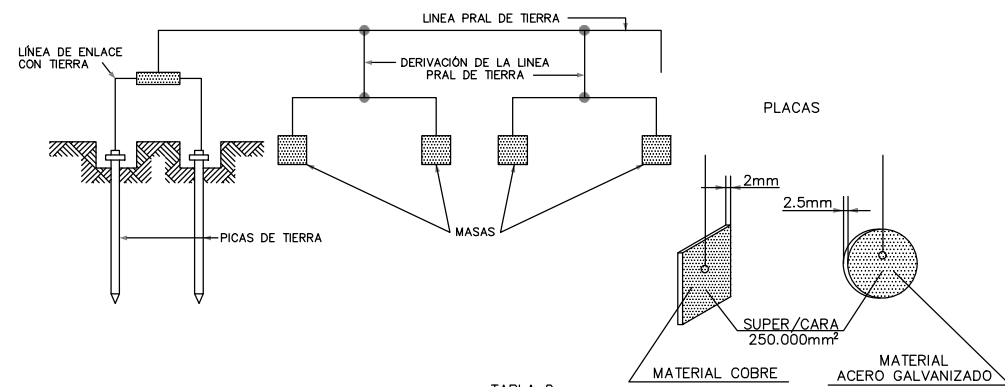 LINEA PRAL DE TIERRA
LÍNEA DE ENLACE
CON TIERRA
DERIVACIÓN DE LA LINEA
PRAL DE TIERRA
PLACAS
2mm
2.5mm
MASAS
PICAS DE TIERRA
SUPER/CARA
250.000mm²
MATERIAL COBRE
MATERIAL
ACERO GALVANIZADO